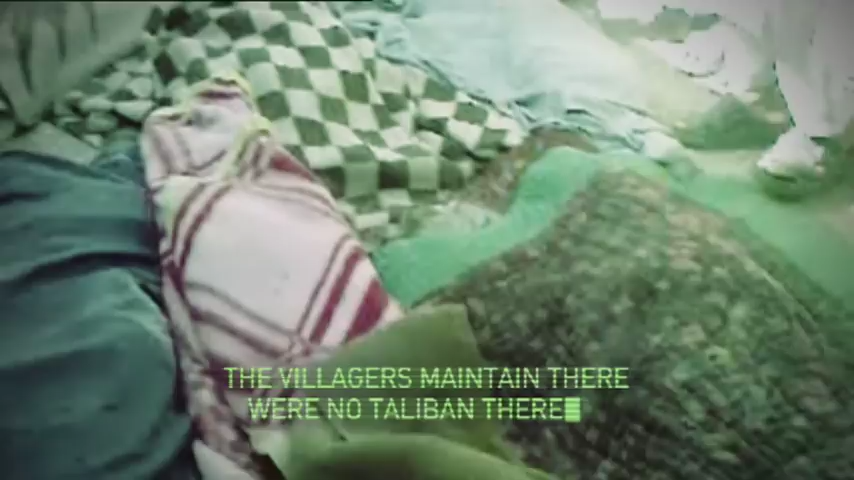 THE VILLAGERS MAINTAIN THERE
WERE NO TALIBAN THERE